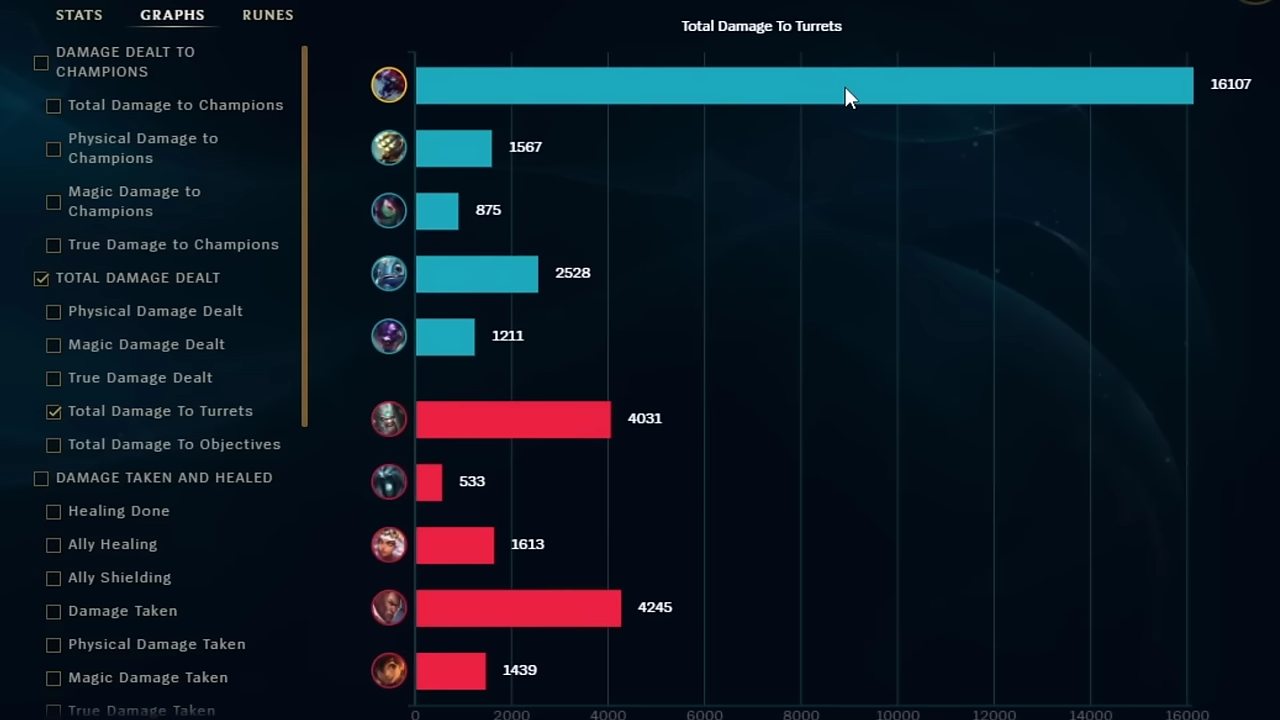 STATS GRAPHS RUNES
DAMAGE DEALT TO
CHAMPIONS
Total Damage to Champions
Physical Damage to
Champions
Magic Damage to
Champions
True Damage to Champions
TOTAL DAMAGE DEALT
Physical Damage Dealt
Magic Damage Dealt
True Damage Dealt
Total Damage To Turrets
Total Damage To Objectives
DAMAGE TAKEN AND HEALED
Healing Done
Ally Healing
Ally Shielding
Damage Taken
Physical Damage Taken
Magic Damage Taken
True Damage Taken
Total Damage To Turrets
16107
1567
875
2528
1211
4031
533
1613
4245
1439
0 2000 4000 6000 8000 10000 12000 14000 16000